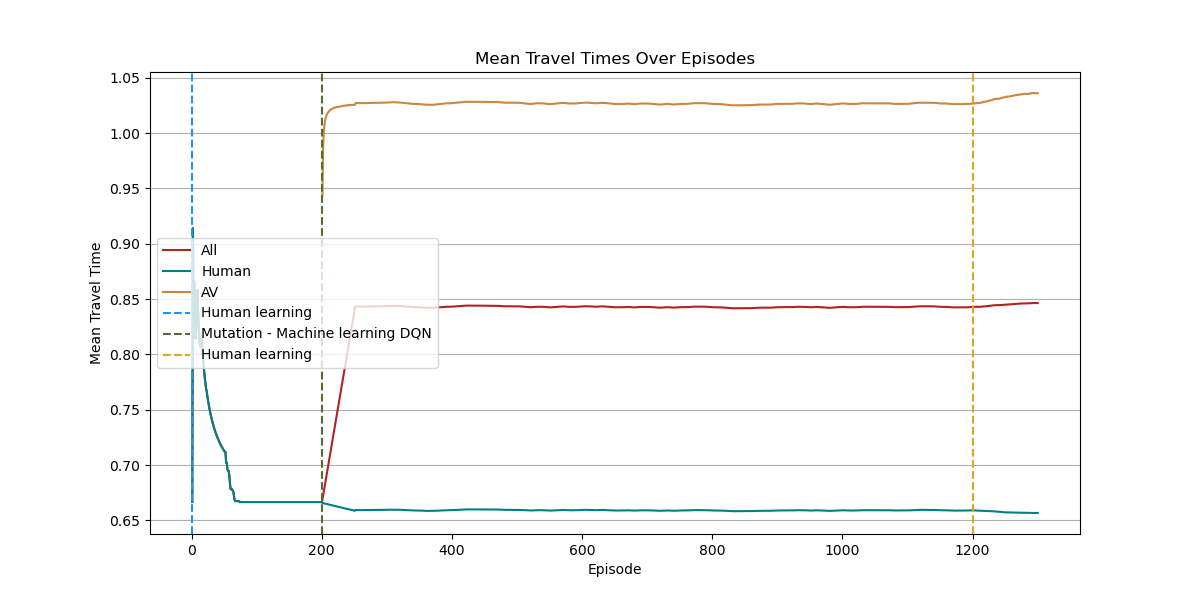 Mean Travel Times Over Episodes
1.05
1.00
0.95
0.90
0.85
0.80
0.75
0.70
0.65
Mean Travel Time
All
Human
AV
Human learning
Mutation - Machine learning DQN
Human learning
0 200 400 600 800 1000 1200
Episode